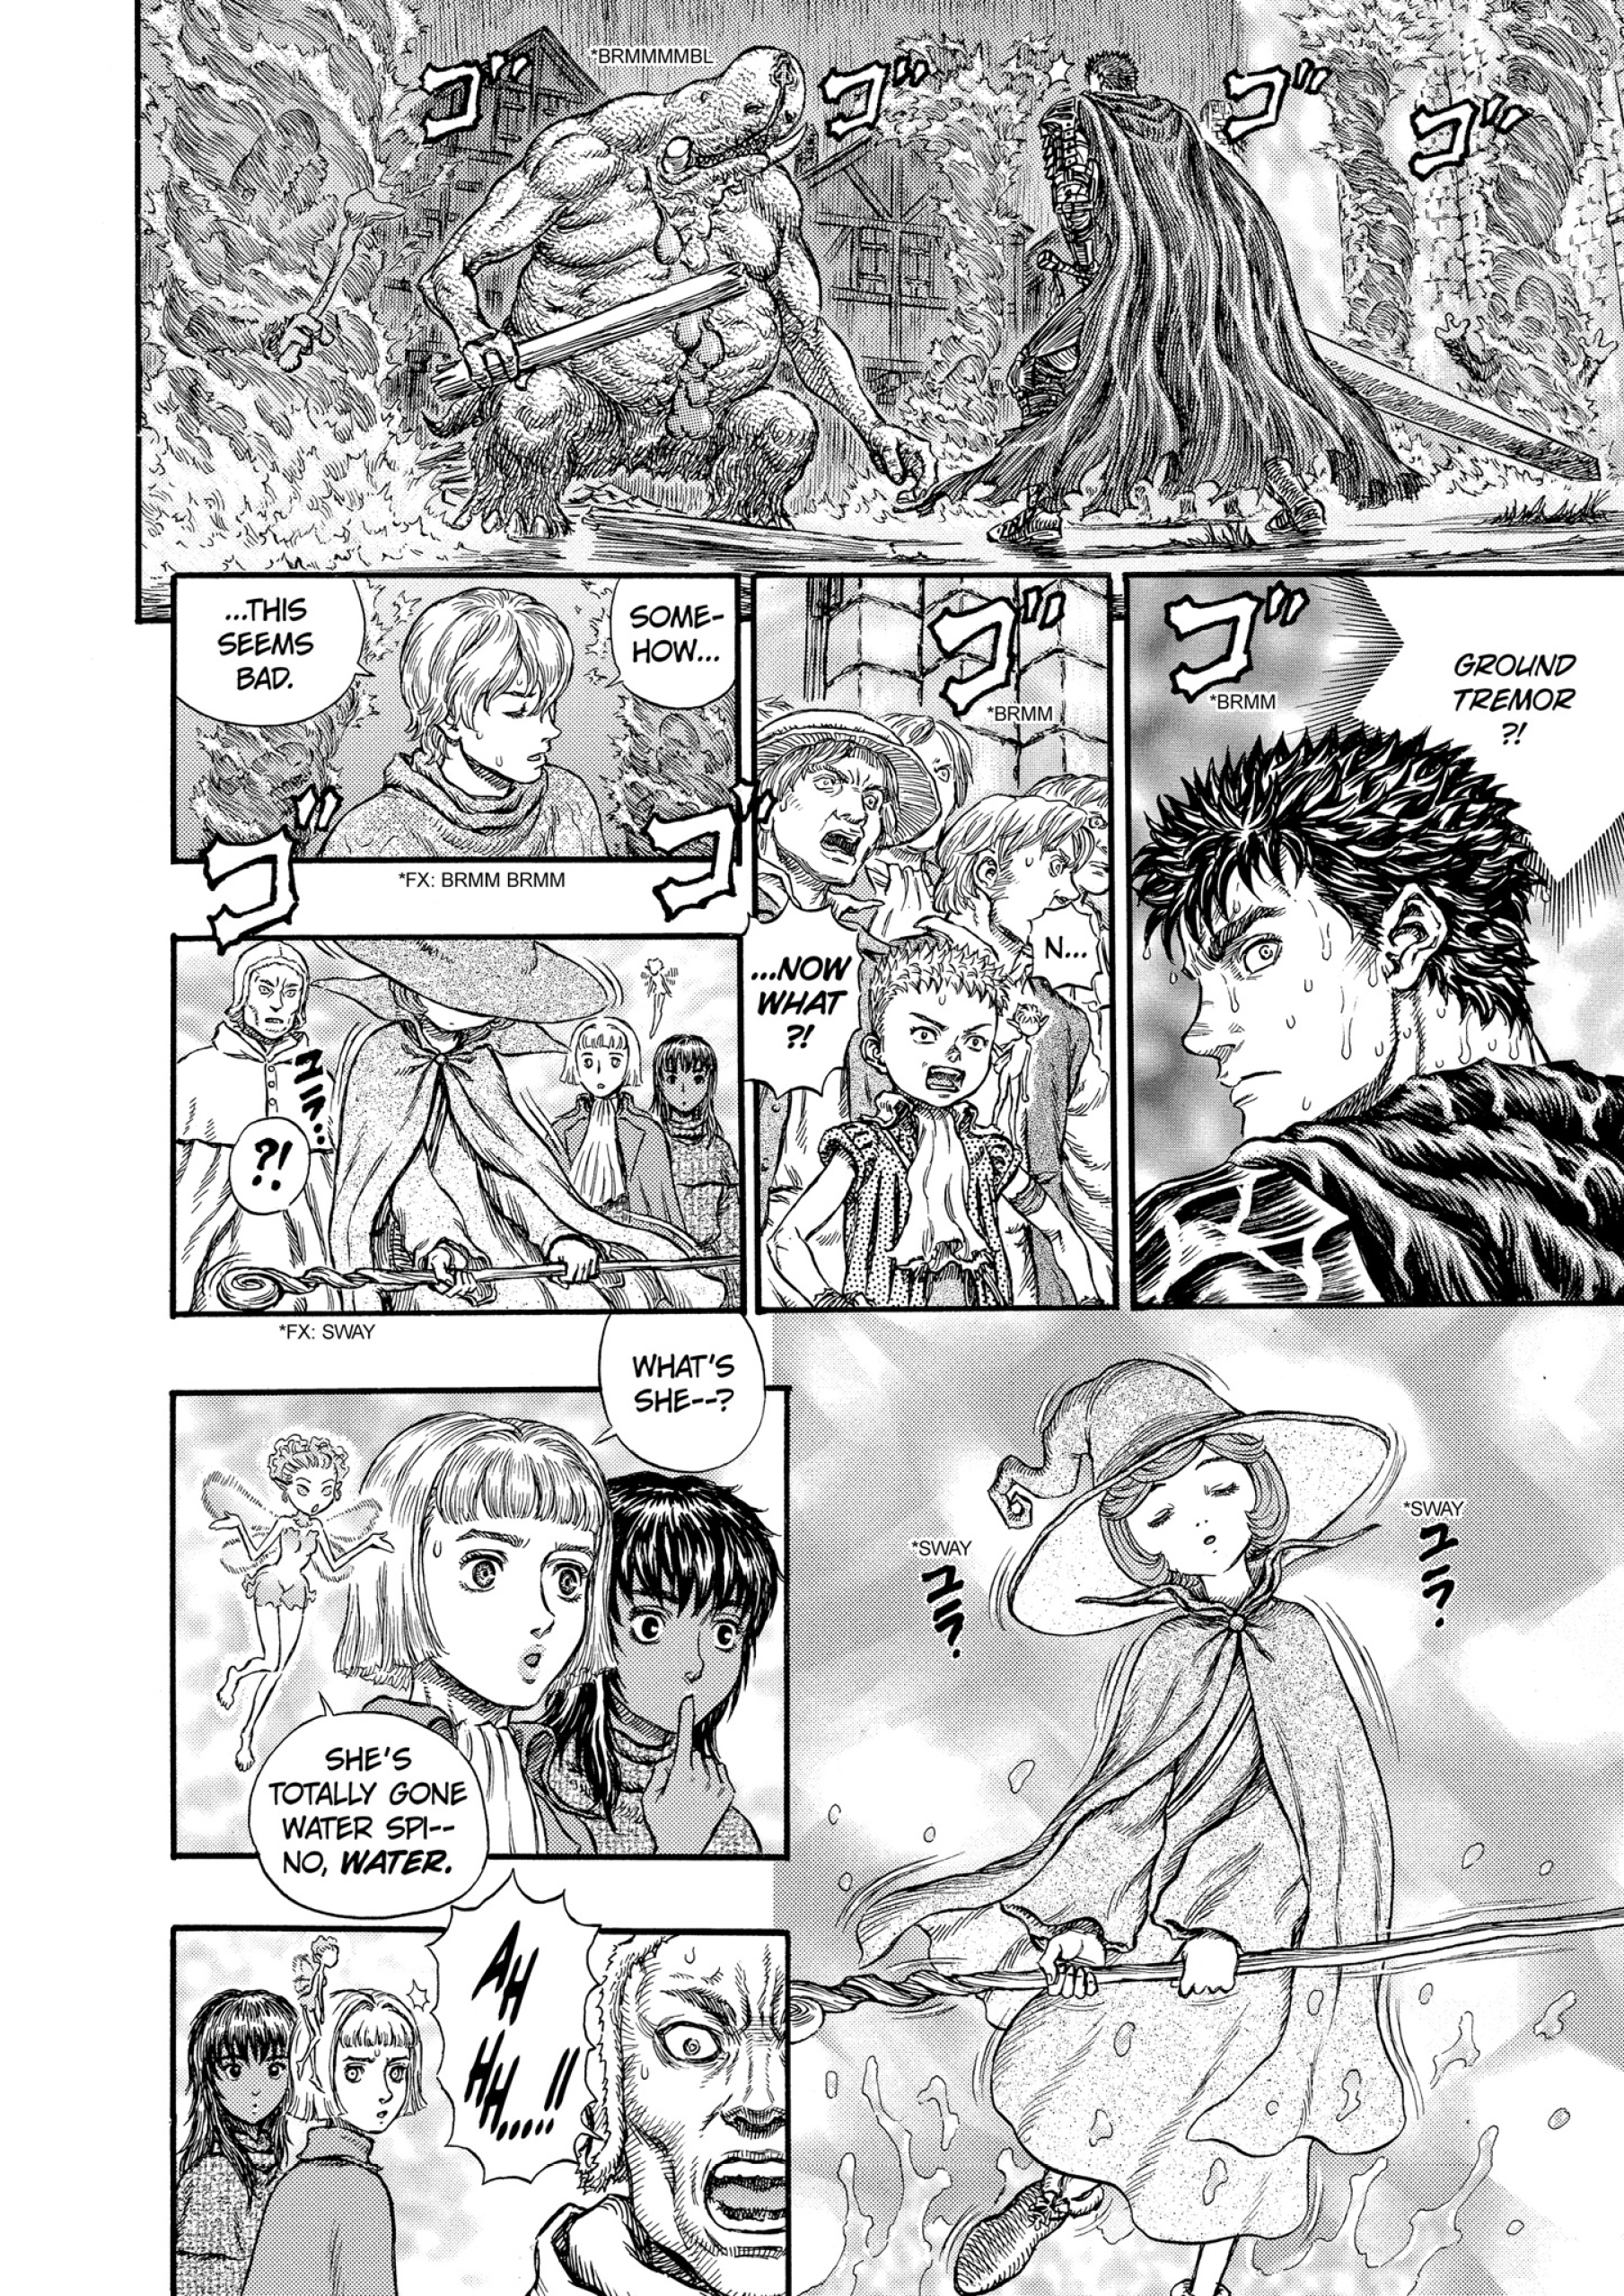 *BRMMMMBL
ゴ ゴ ゴ ゴ
GROUND
TREMOR
?!
ゴ
*BRMM
ゴ
*BRMM
N...
...NOW
WHAT
?!
SOME-
HOW...
...THIS
SEEMS
BAD.
ゴ ゴ
*FX: BRMM BRMM
ユラ
?!
*FX: SWAY
*SWAY
ユラ
*SWAY
ユラ
WHAT'S
SHE--?
SHE'S
TOTALLY GONE
WATER SPI--
NO, WATER.
AH
HH.....!!